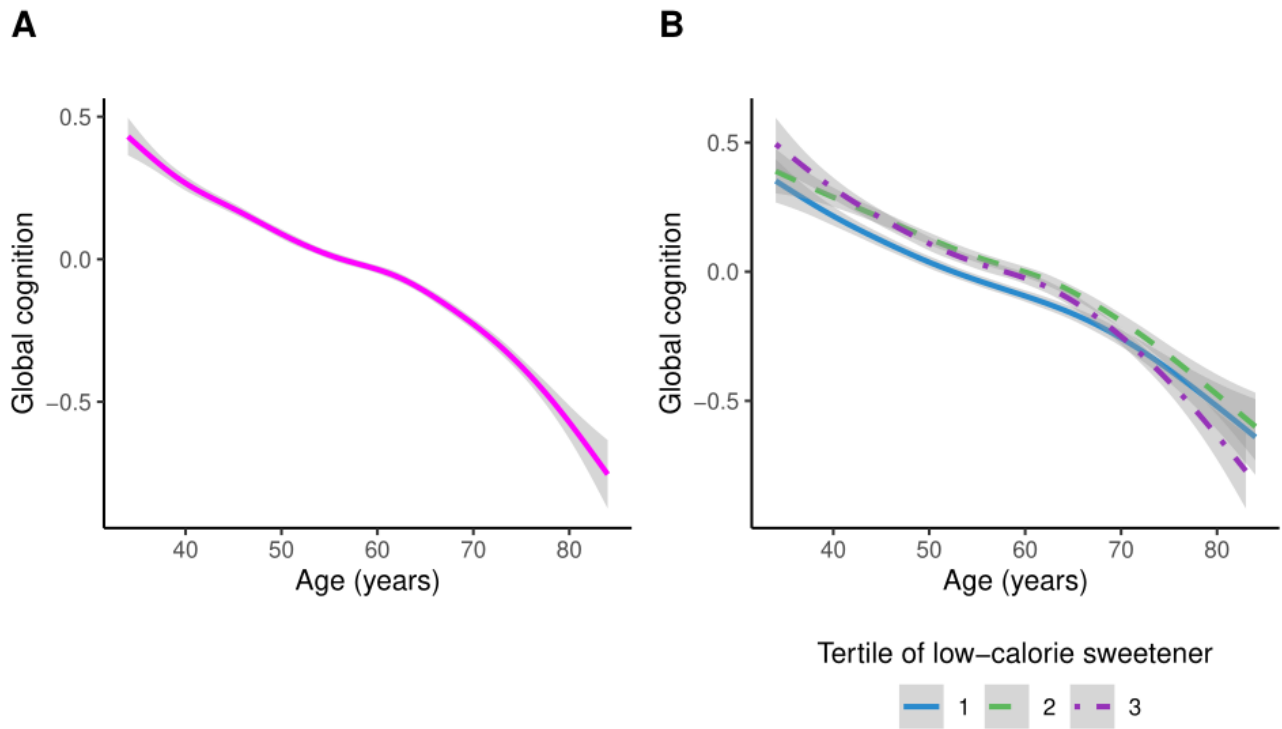 A
B
0.5
0.0
−0.5
Global cognition
40 50 60 70 80
Age (years)
0.5
0.0
−0.5
Global cognition
40 50 60 70 80
Age (years)
Tertile of low−calorie sweetener
1 2 3